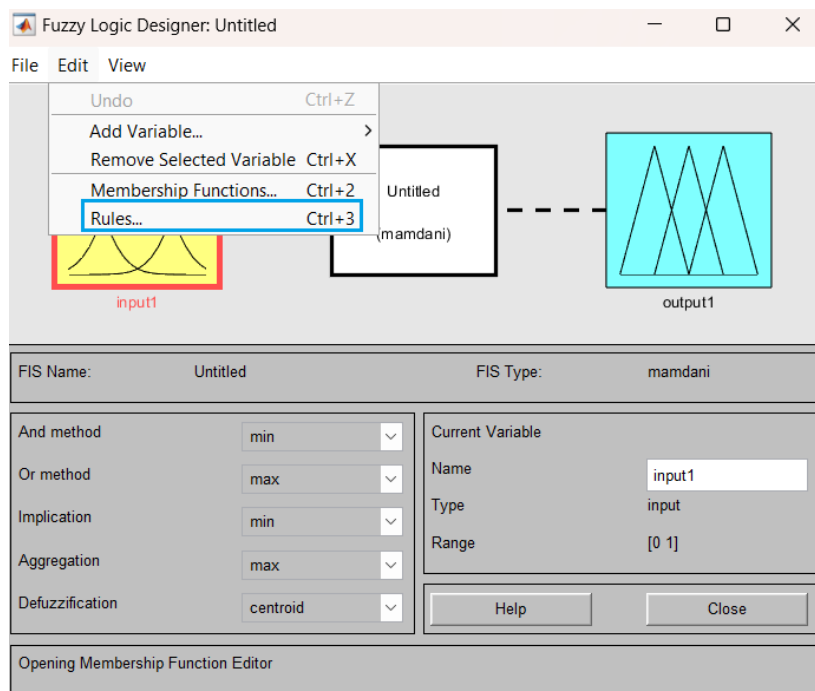 Fuzzy Logic Designer: Untitled
File Edit View
Undo Ctrl+Z
Add Variable...
Remove Selected Variable Ctrl+X
Membership Functions... Ctrl+2
Rules... Ctrl+3
Untitled
(mamdani)
input1
output1
FIS Name: Untitled FIS Type: mamdani
And method min
Or method max
Implication min
Aggregation max
Defuzzification centroid
Current Variable
Name input1
Type input
Range [0 1]
Help Close
Opening Membership Function Editor